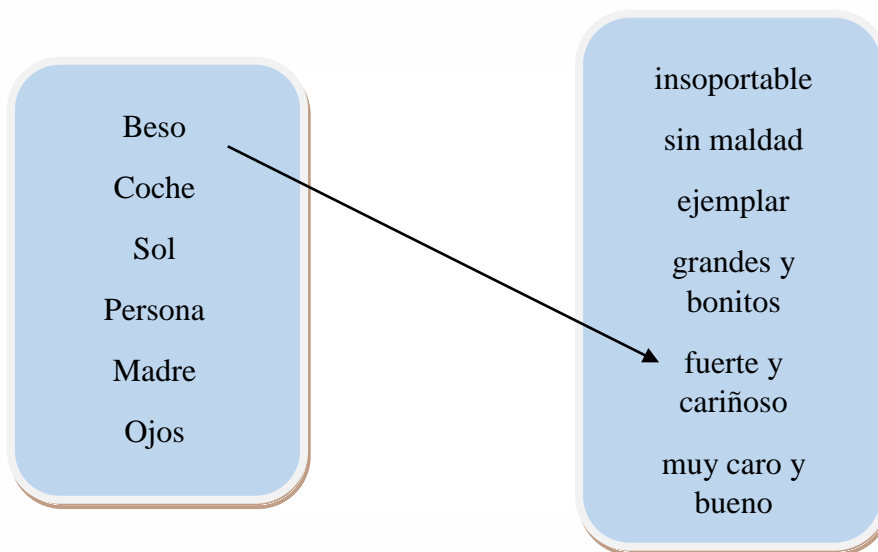 Beso
Coche
Sol
Persona
Madre
Ojos
insoportable
sin maldad
ejemplar
grandes y
bonitos
fuerte y
cariñoso
muy caro y
bueno